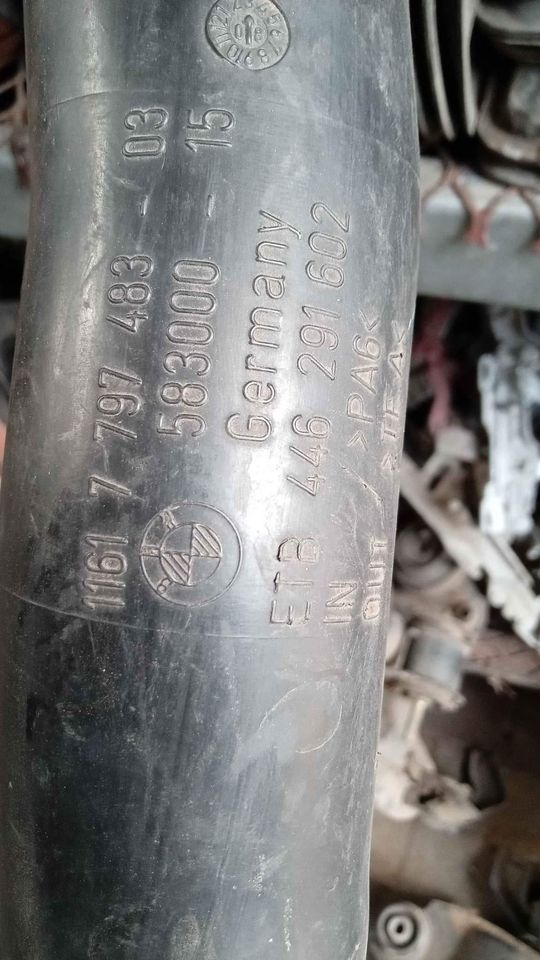 1161 7 797 483 - 03
583000 - 15
Germany
ETB 446 291 602
IN >PA6<
OUT